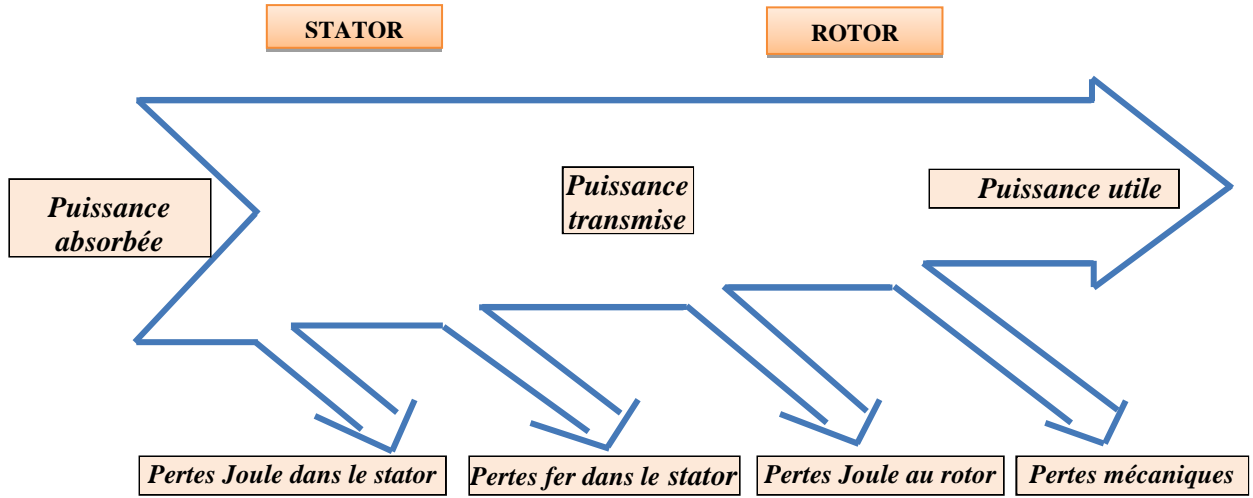 STATOR
ROTOR
Puissance
absorbée
Puissance
transmise
Puissance utile
Pertes Joule dans le stator
Pertes fer dans le stator
Pertes Joule au rotor
Pertes mécaniques